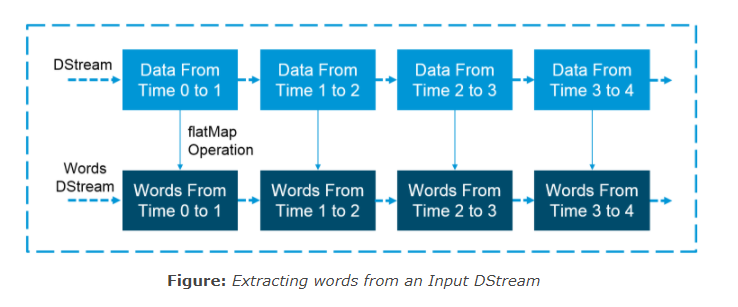 DStream
Data From
Time 0 to 1
Data From
Time 1 to 2
Data From
Time 2 to 3
Data From
Time 3 to 4
flatMap
Operation
Words
DStream
Words From
Time 0 to 1
Words From
Time 1 to 2
Words From
Time 2 to 3
Words From
Time 3 to 4
Figure: Extracting words from an Input DStream